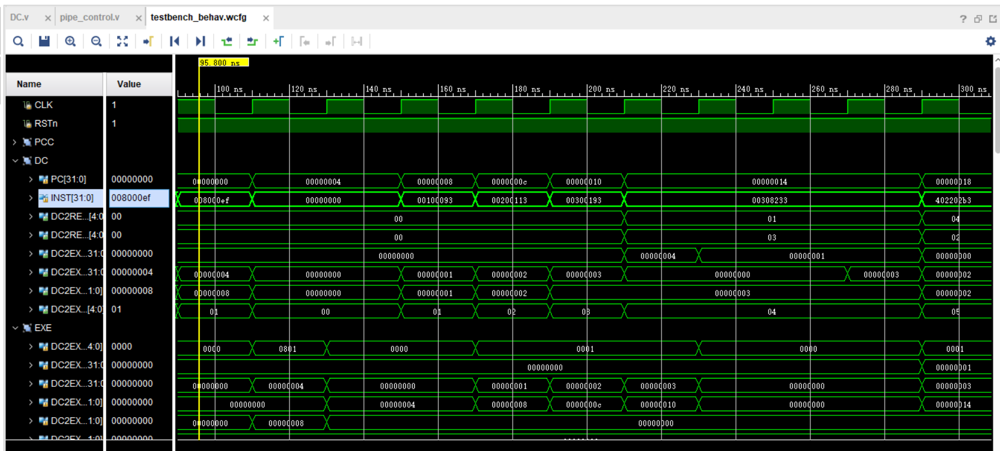 DC.v × pipe_control.v × testbench_behav.wcfg ×
?
95.800 ns
Name Value
100 ns 120 ns 140 ns 160 ns 180 ns 200 ns 220 ns 240 ns 260 ns 280 ns 300 ns
CLK 1
RSTn 1
PCC
DC
PC[31:0] 00000000 00000000 00000004 00000008 0000000c 00000010 00000014 00000018
INST[31:0] 008000ef 008000ef 00000000 00100093 00200113 00300193 00308233 402202b3
DC2RE...[4:0 00 00 01 04
DC2RE...[4:0 00 00 03 02
DC2EX...31:0 00000000 00000000 00000004 00000001 00000000
DC2EX...31:0 00000004 00000004 00000000 00000001 00000002 00000003 00000000 00000003 00000002
DC2EX...1:0] 00000008 00000008 00000000 00000001 00000002 00000003 00000002
DC2EX...[4:0] 01 01 00 01 02 03 04 05
EXE
DC2EX...4:0] 0000 0000 0801 0000 0001 0000 0001
DC2EX...31:0 00000000 00000000 00000001
DC2EX...31:0 00000000 00000000 00000004 00000000 00000001 00000002 00000003 00000000 00000003
DC2EX...1:0] 00000000 00000000 00000004 00000008 0000000c 00000010 00000000 00000014
DC2EX...1:0] 00000000 00000000 00000008 00000000
DC2EX...1:0] 00000000